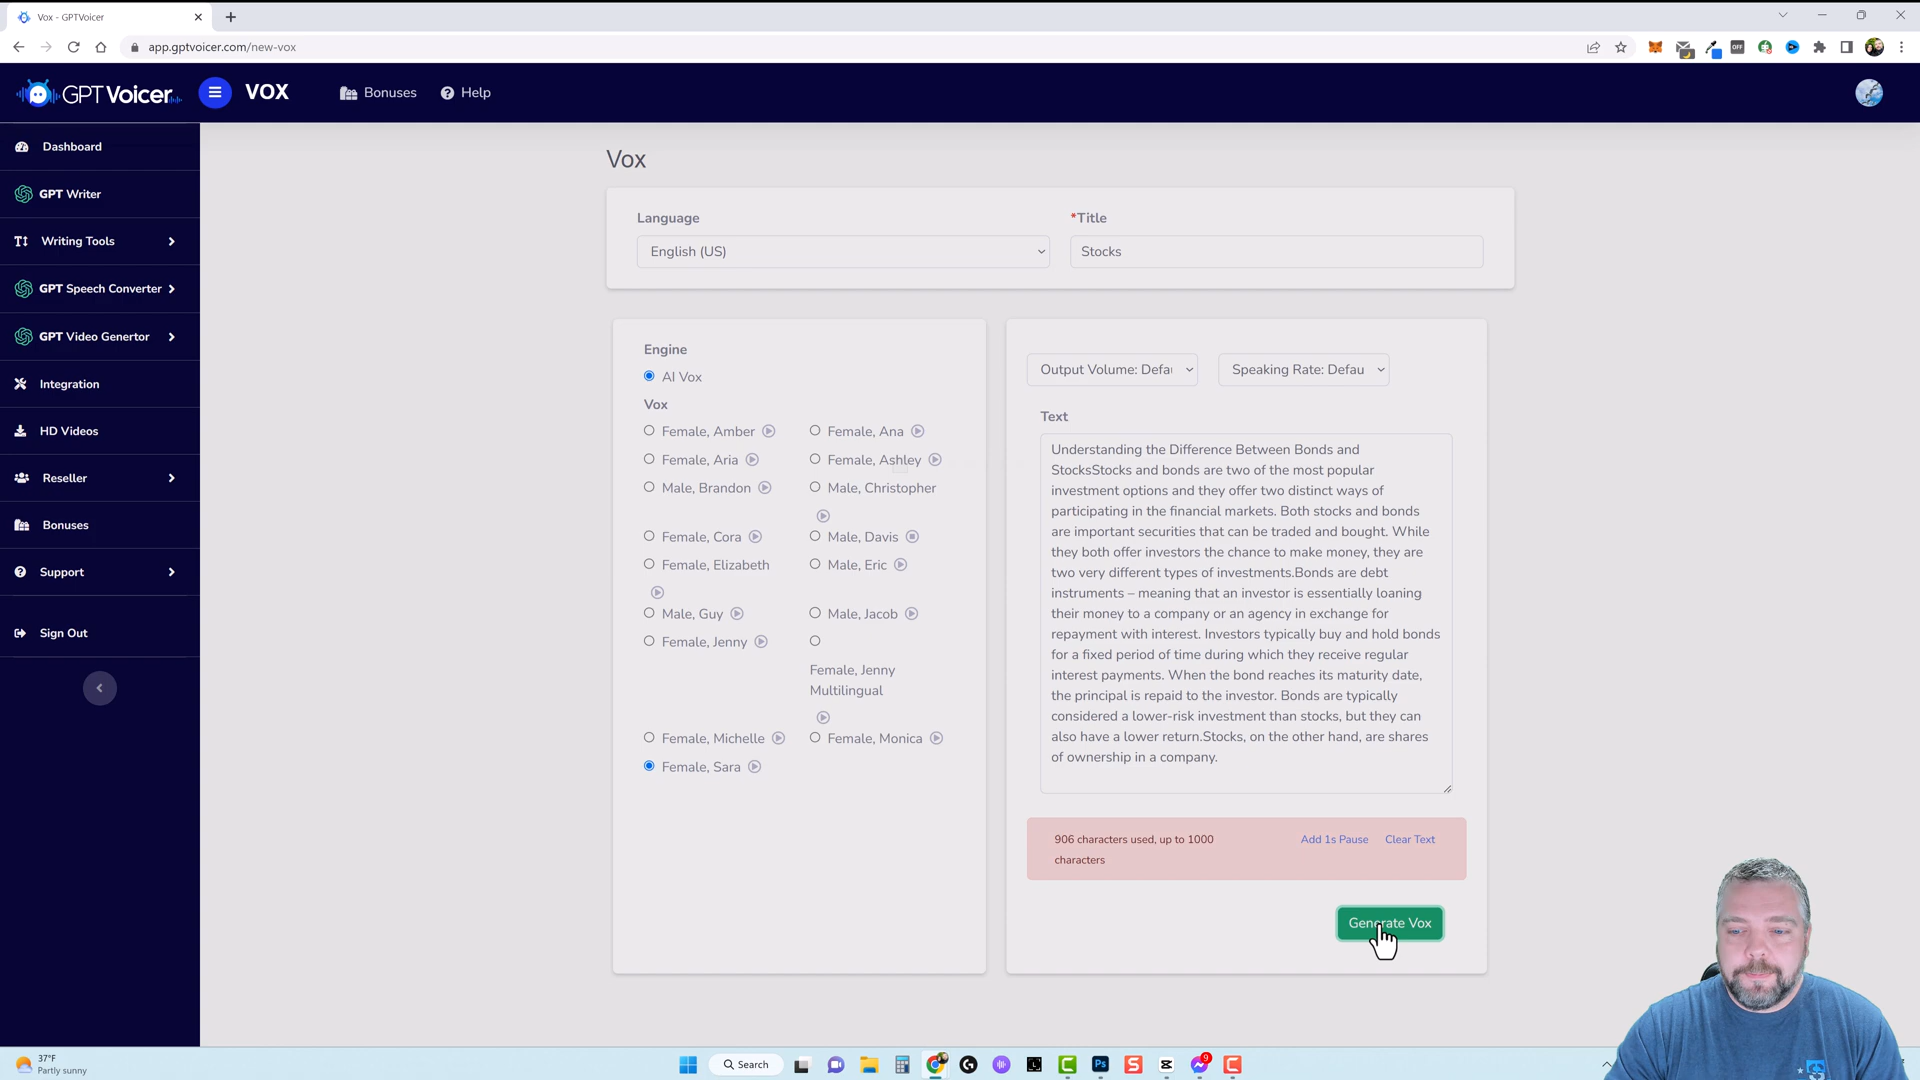 Vox - GPTVoicer
app.gptvoicer.com/new-vox
OFF
GPTVoicer
VOX
Bonuses
Help
Dashboard
GPT Writer
Writing Tools
GPT Speech Converter
GPT Video Genertor
Integration
HD Videos
Reseller
Bonuses
Support
Sign Out
Vox
Language
*Title
English (US)
Stocks
Engine
AI Vox
Vox
Female, Amber
Female, Ana
Female, Aria
Female, Ashley
Male, Brandon
Male, Christopher
Female, Cora
Male, Davis
Female, Elizabeth
Male, Eric
Male, Guy
Male, Jacob
Female, Jenny
Female, Jenny
Multilingual
Female, Michelle
Female, Monica
Female, Sara
Output Volume: Defau
Speaking Rate: Defau
Text
Understanding the Difference Between Bonds and
StocksStocks and bonds are two of the most popular
investment options and they offer two distinct ways of
participating in the financial markets. Both stocks and bonds
are important securities that can be traded and bought. While
they both offer investors the chance to make money, they are
two very different types of investments.Bonds are debt
instruments – meaning that an investor is essentially loaning
their money to a company or an agency in exchange for
repayment with interest. Investors typically buy and hold bonds
for a fixed period of time during which they receive regular
interest payments. When the bond reaches its maturity date,
the principal is repaid to the investor. Bonds are typically
considered a lower-risk investment than stocks, but they can
also have a lower return.Stocks, on the other hand, are shares
of ownership in a company.
906 characters used, up to 1000
characters
Add 1s Pause
Clear Text
Generate Vox
37°F
Partly sunny
Search
9